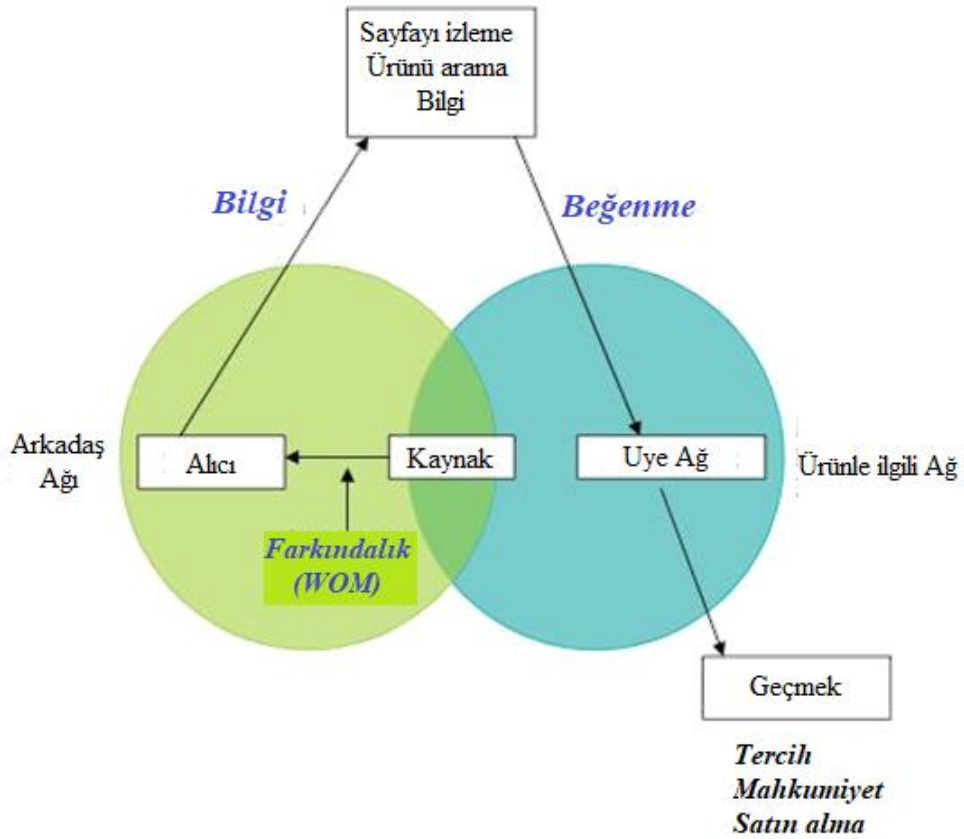 Sayfayı izleme
Ürünü arama
Bilgi
Bilgi
Beğenme
Arkadaş
Ağı
Alıcı
Kaynak
Uye Ağ
Ürünle ilgili Ağ
Farkındalık
(WOM)
Geçmek
Tercih
Mahkumiyet
Satın alma